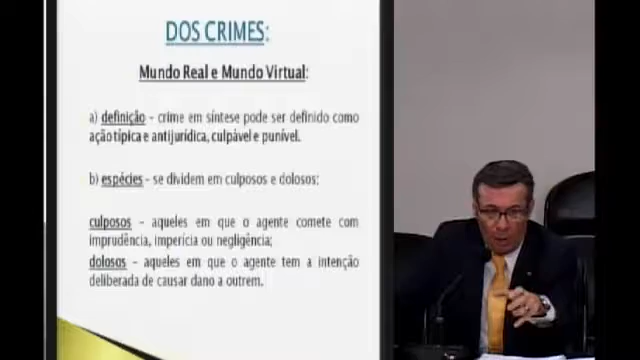 DOS CRIMES:
Mundo Real e Mundo Virtual:
a) definição - crime em síntese pode ser definido como
ação típica e antijurídica, culpável e punível.
b) espécies - se dividem em culposos e dolosos:
culposos - aqueles em que o agente comete com
imprudência, imperícia ou negligência;
dolosos - aqueles em que o agente tem a intenção
deliberada de causar dano a outrem.